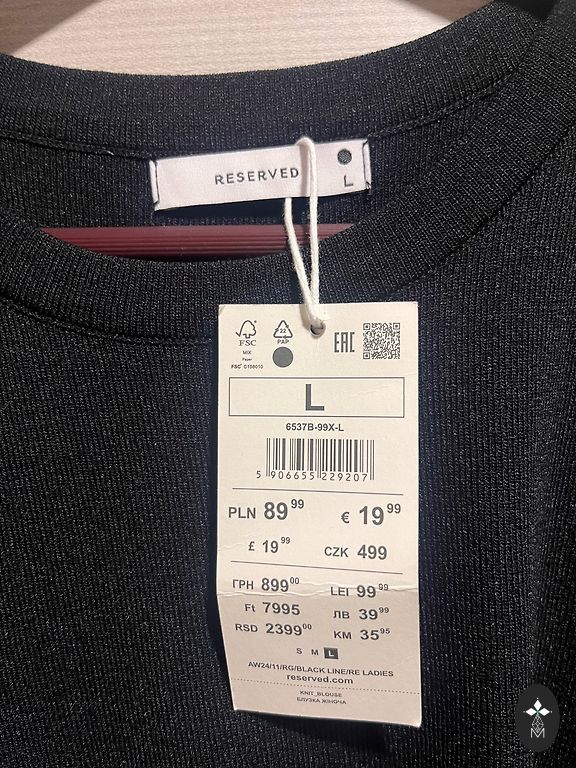 RESERVED
L
FSC
MIX
Paper
FSC® C158010
22
PAP
EAC
L
6537B-99X-L
5 906655 229207
PLN 89 99
€ 19 99
£ 19 99
CZK 499
ГРН 899 00
LEI 99 99
Ft 7995
ЛВ 39 99
RSD 2399 00
KM 35 95
S M L
AW24/11/RG/BLACK LINE/RE LADIES
reserved.com
KNIT_BLOUSE
БЛУЗКА ЖІНОЧА
M